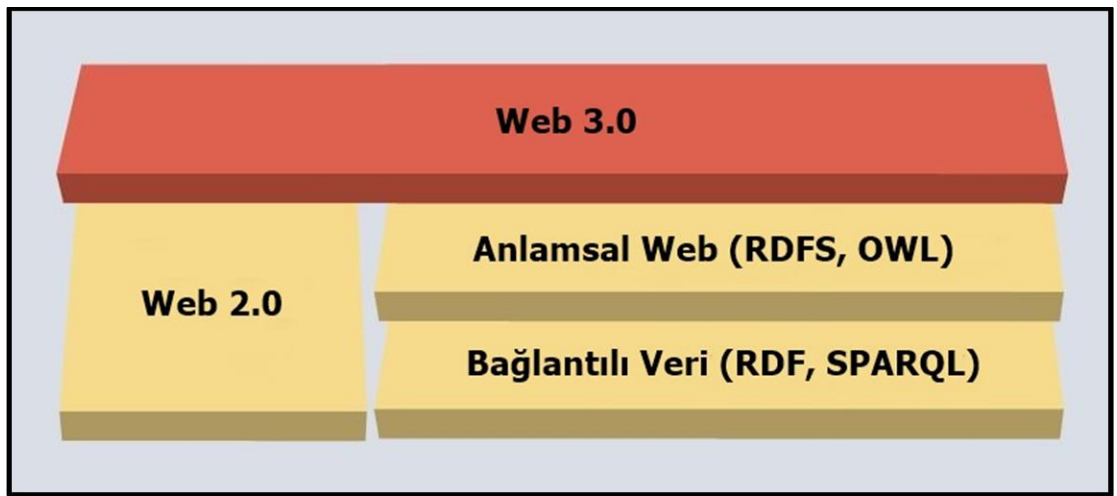 Web 3.0
Anlamsal Web (RDFS, OWL)
Web 2.0
Bağlantılı Veri (RDF, SPARQL)